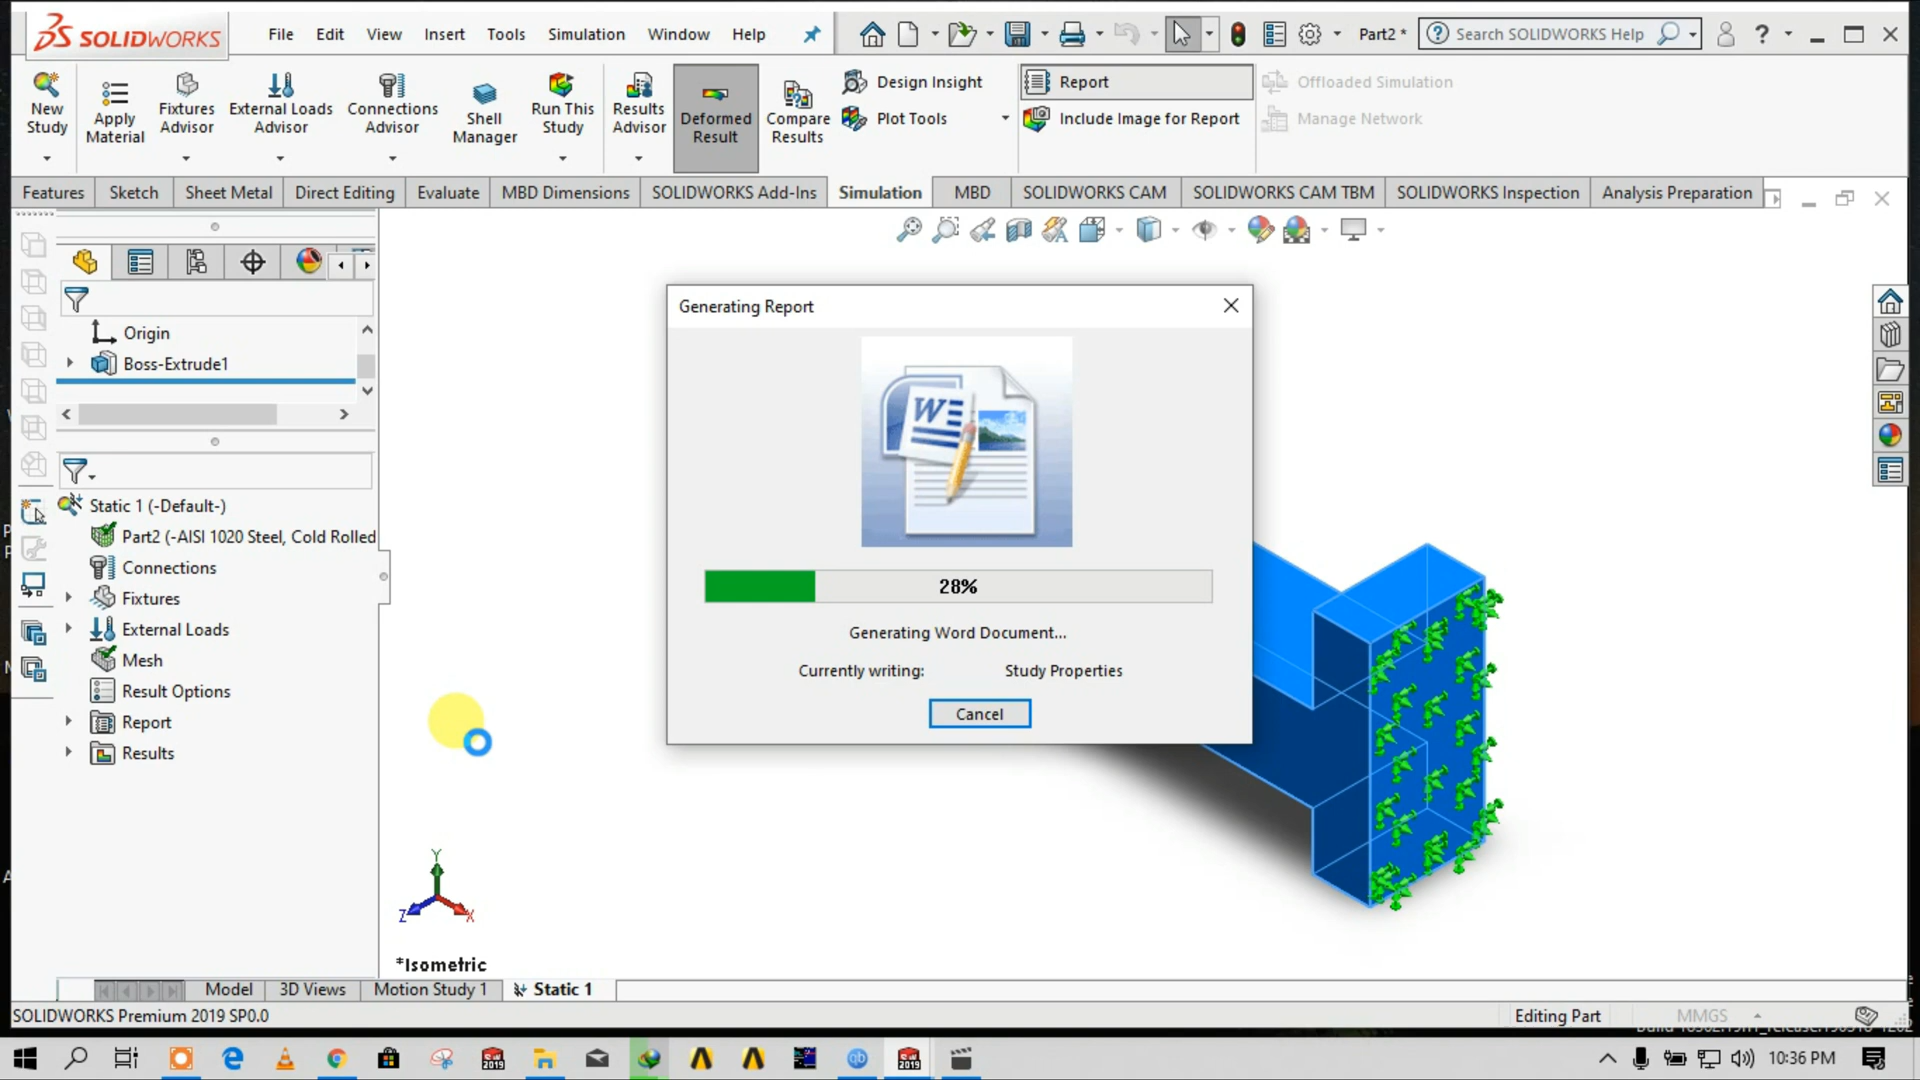 SOLIDWORKS
File Edit View Insert Tools Simulation Window Help
Part2 *
Search SOLIDWORKS Help
New Study
Apply Material
Fixtures Advisor
External Loads Advisor
Connections Advisor
Shell Manager
Run This Study
Results Advisor
Deformed Result
Compare Results
Design Insight
Plot Tools
Report
Include Image for Report
Offloaded Simulation
Manage Network
Features Sketch Sheet Metal Direct Editing Evaluate MBD Dimensions SOLIDWORKS Add-Ins Simulation MBD SOLIDWORKS CAM SOLIDWORKS CAM TBM SOLIDWORKS Inspection Analysis Preparation
Origin
Boss-Extrude1
Static 1 (-Default-)
Part2 (-AISI 1020 Steel, Cold Rolled
Connections
Fixtures
External Loads
Mesh
Result Options
Report
Results
Generating Report
W
28%
Generating Word Document...
Currently writing: Study Properties
Cancel
Y
Z X
*Isometric
Model 3D Views Motion Study 1 Static 1
SOLIDWORKS Premium 2019 SP0.0
Editing Part
MMGS
10:36 PM